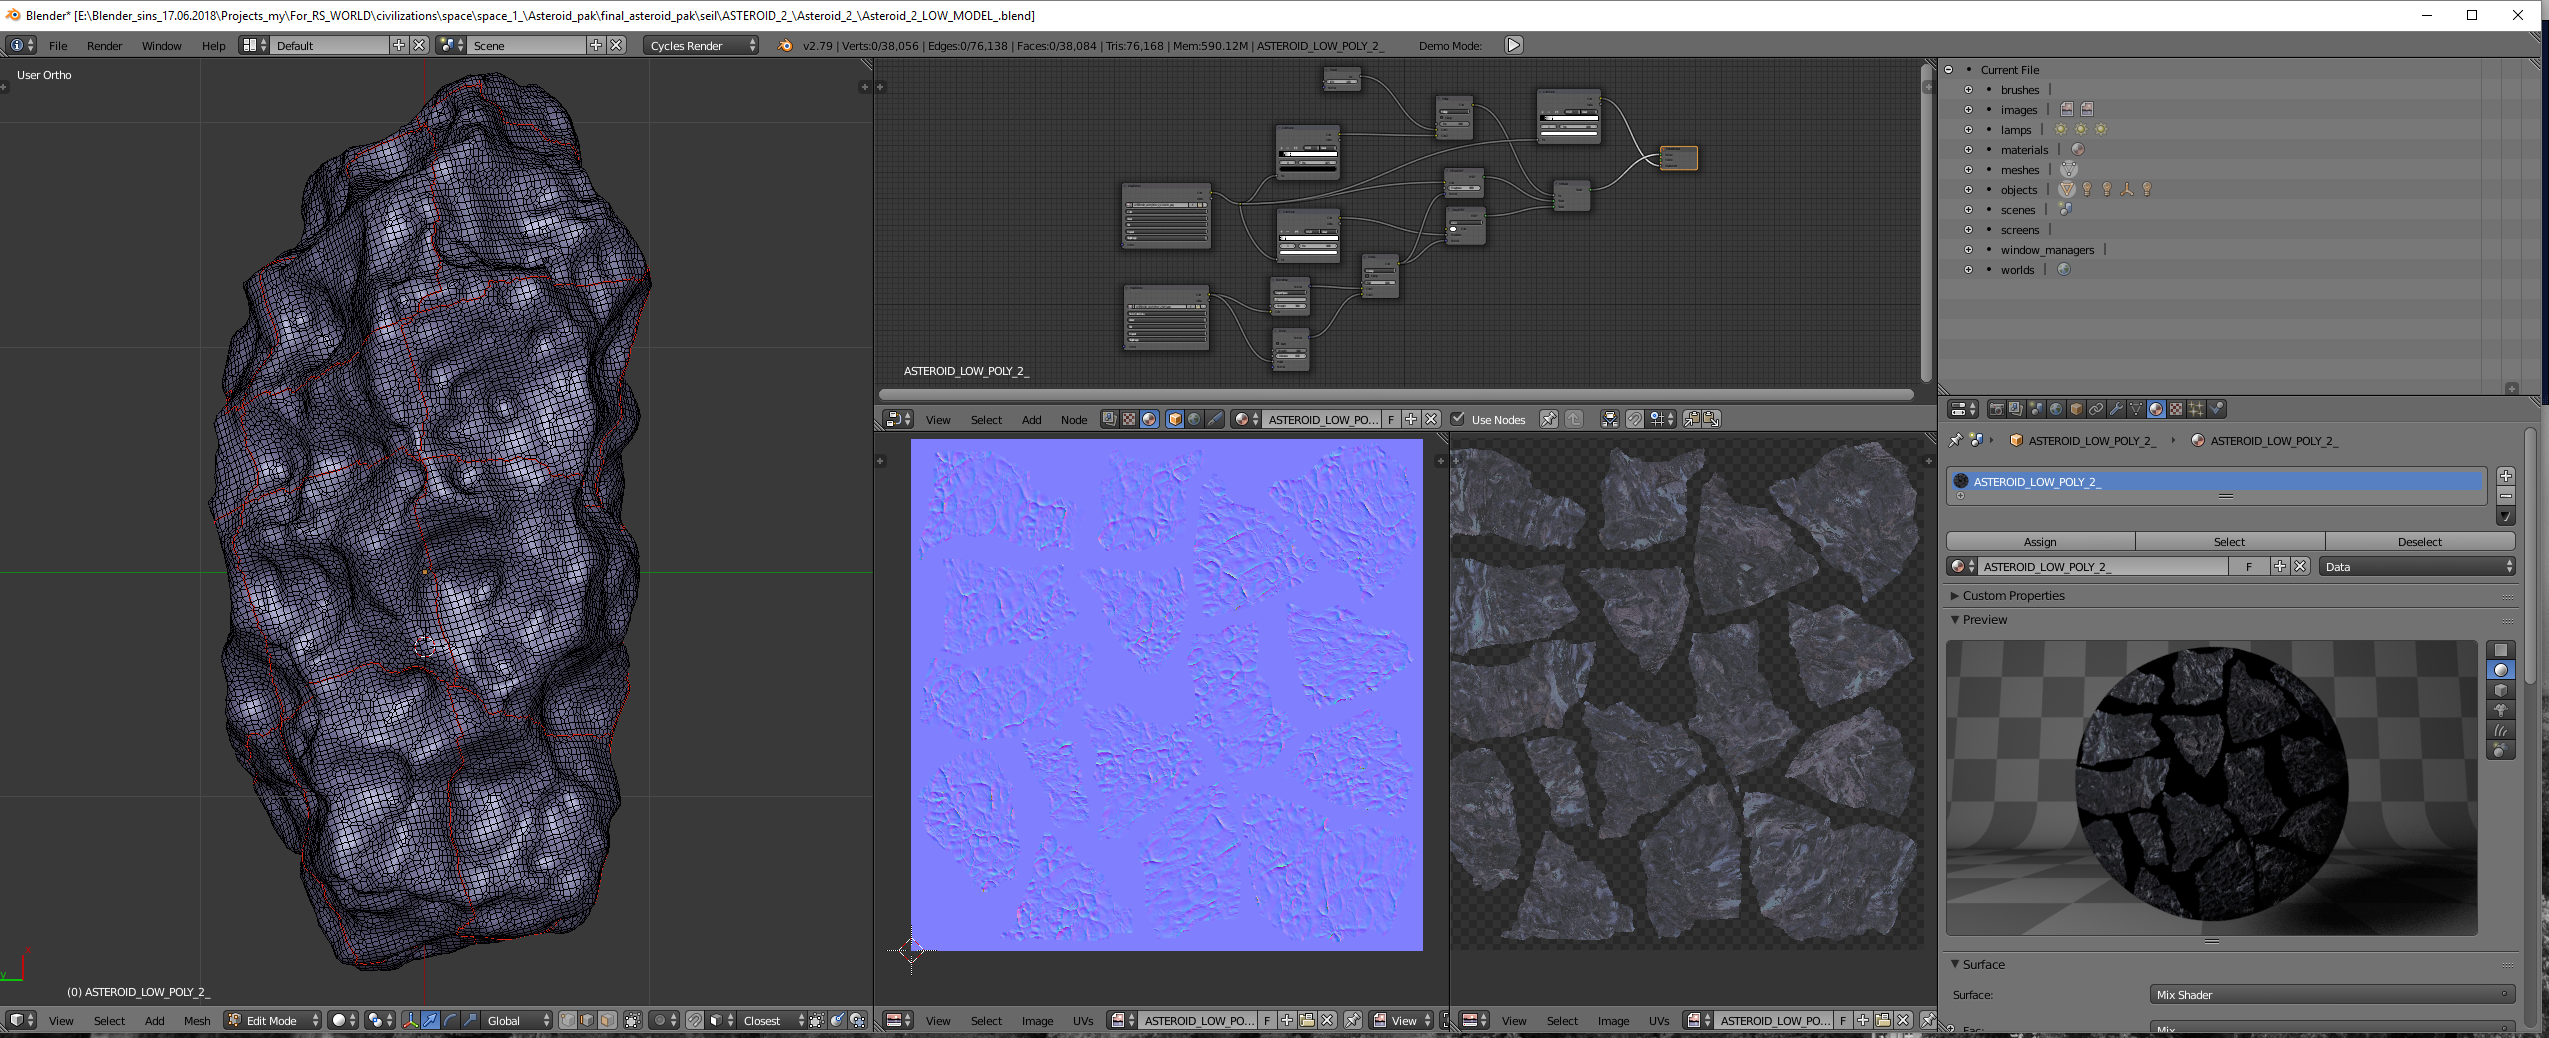 Blender* [E:\Blender_sins_17.06.2018\Projects_my\For_RS_WORLD\civilizations\space\space_1_\Asteroid_pak\final_asteroid_pak\seil\ASTEROID_2_\Asteroid_2_\Asteroid_2_LOW_MODEL_.blend]
File Render Window Help Default Scene Cycles Render v2.79 | Verts:0/38,056 | Edges:0/76,138 | Faces:0/38,084 | Tris:76,168 | Mem:590.12M | ASTEROID_LOW_POLY_2_ Demo Mode:
User Ortho
(0) ASTEROID_LOW_POLY_2_
View Select Add Mesh Edit Mode Global Closest
ASTEROID_LOW_POLY_2_
View Select Add Node ASTEROID_LOW_PO... F Use Nodes
View Select Image UVs ASTEROID_LOW_PO... F View
View Select Image UVs ASTEROID_LOW_PO... F
Current File
brushes
images
lamps
materials
meshes
objects
scenes
screens
window_managers
worlds
ASTEROID_LOW_POLY_2_ ASTEROID_LOW_POLY_2_
ASTEROID_LOW_POLY_2_
Assign Select Deselect
ASTEROID_LOW_POLY_2_ F Data
Custom Properties
Preview
Surface
Surface: Mix Shader
Fac: Mix